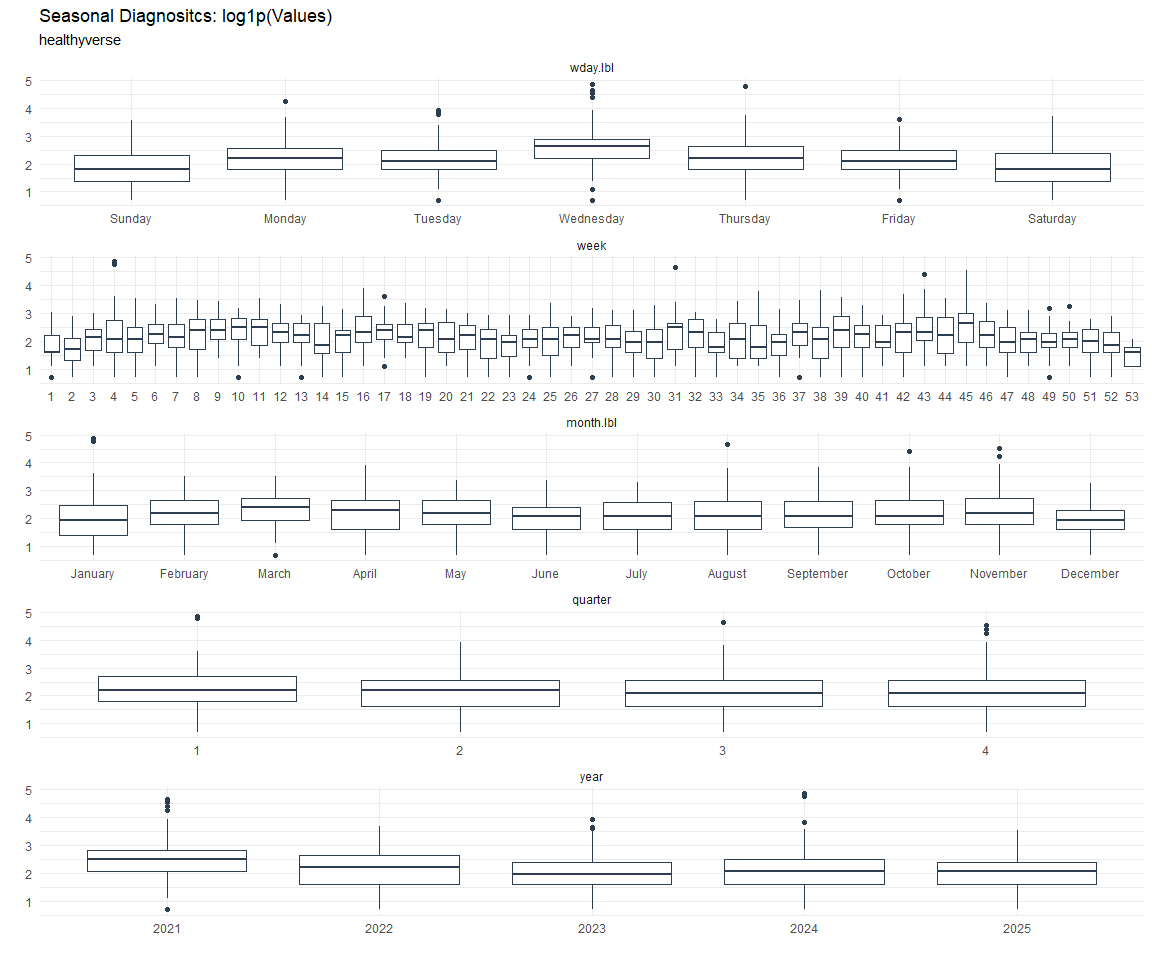 Seasonal Diagnositcs: log1p(Values)
healthyverse
wday.lbl
5
4
3
2
1
Sunday Monday Tuesday Wednesday Thursday Friday Saturday
week
5
4
3
2
1
1 2 3 4 5 6 7 8 9 10 11 12 13 14 15 16 17 18 19 20 21 22 23 24 25 26 27 28 29 30 31 32 33 34 35 36 37 38 39 40 41 42 43 44 45 46 47 48 49 50 51 52 53
month.lbl
5
4
3
2
1
January February March April May June July August September October November December
quarter
5
4
3
2
1
1 2 3 4
year
5
4
3
2
1
2021 2022 2023 2024 2025